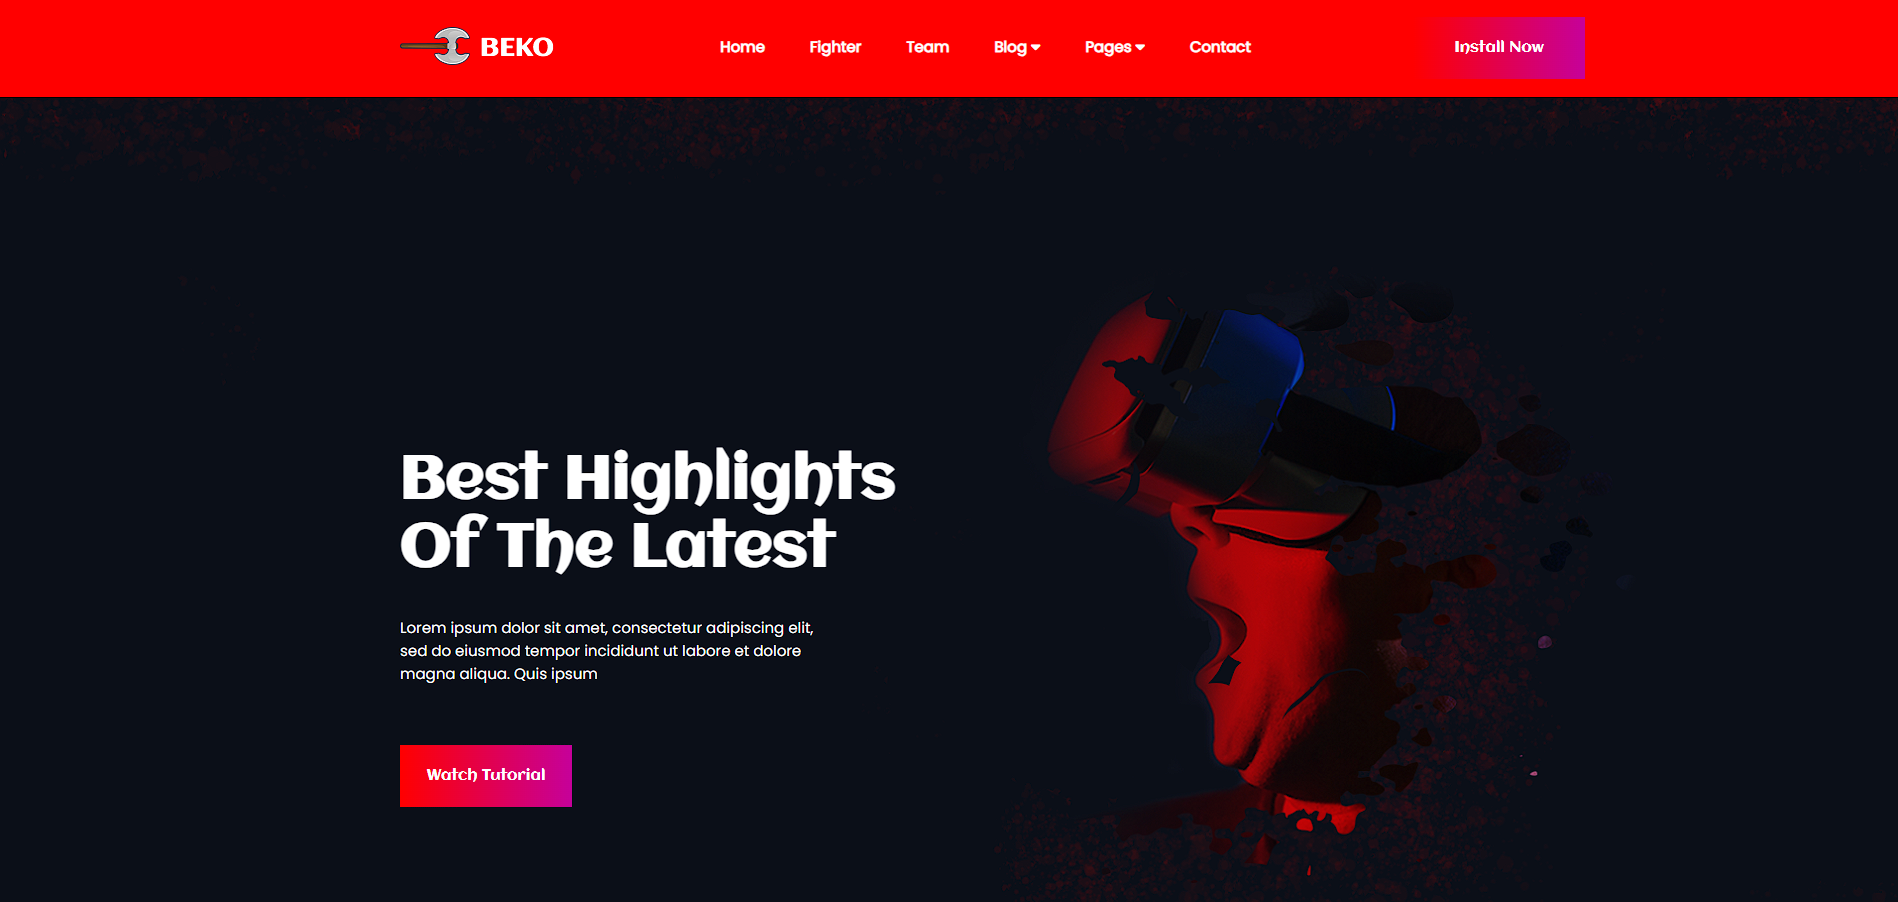 BEKO
Home Fighter Team Blog Pages Contact
Install Now
Best Highlights
Of The Latest
Lorem ipsum dolor sit amet, consectetur adipiscing elit,
sed do eiusmod tempor incididunt ut labore et dolore
magna aliqua. Quis ipsum
Watch Tutorial